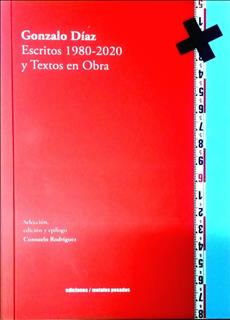 Gonzalo Díaz
Escritos 1980-2020
y Textos en Obra
Selección,
edición y epílogo
Consuelo Rodríguez
ediciones / metales pesados